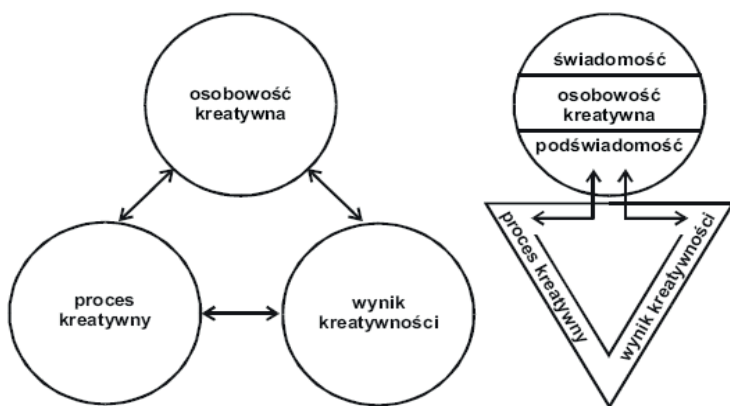 osobowość
kreatywna
proces
kreatywny
wynik
kreatywności
świadomość
osobowość
kreatywna
podświadomość
proces kreatywny
wynik kreatywności